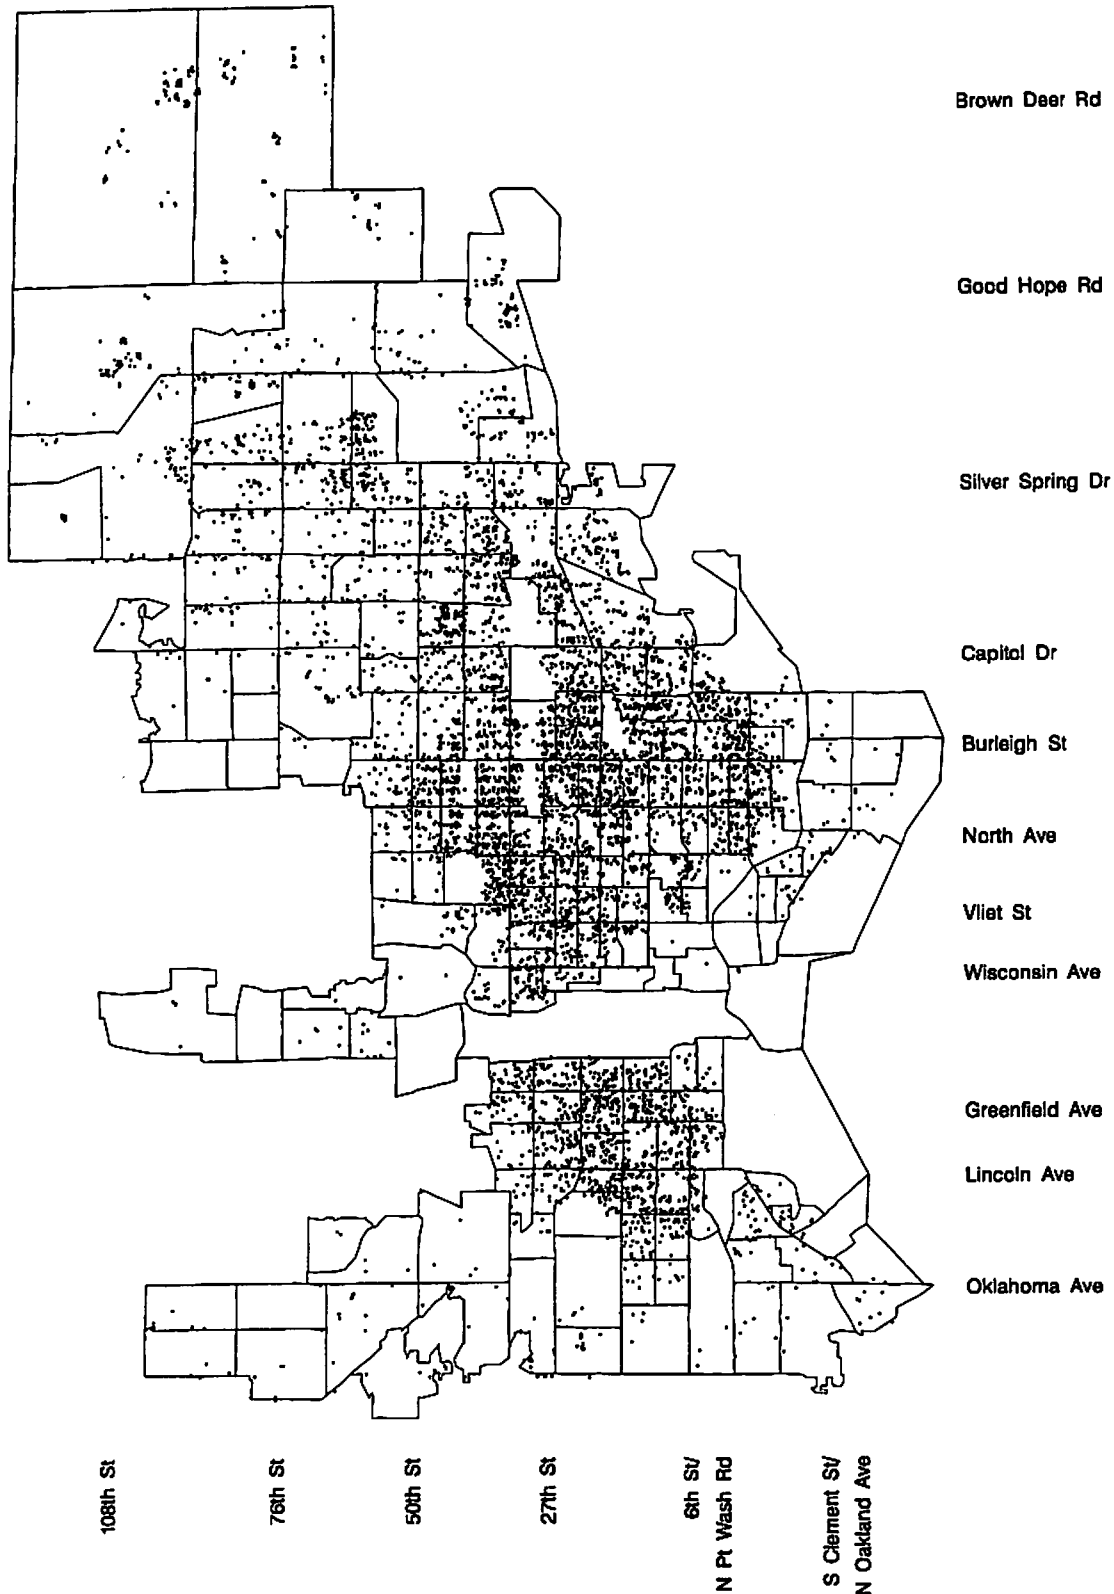 Brown Deer Rd
Good Hope Rd
Silver Spring Dr
Capitol Dr
Burleigh St
North Ave
Vliet St
Wisconsin Ave
Greenfield Ave
Lincoln Ave
Oklahoma Ave
108th St
76th St
50th St
27th St
6th St/
N Pt Wash Rd
S Clement St/
N Oakland Ave